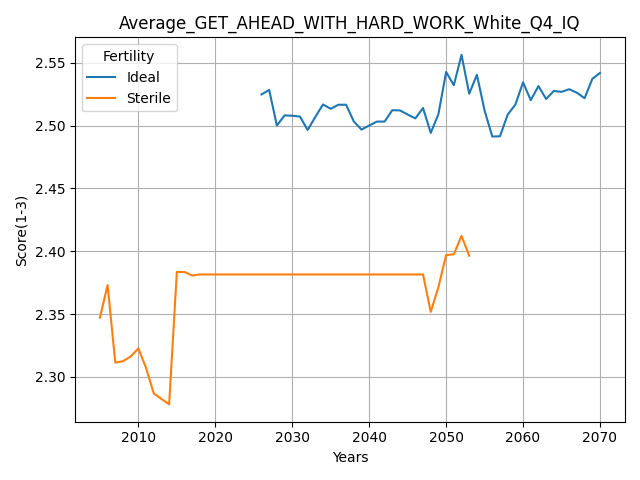 Average_GET_AHEAD_WITH_HARD_WORK_White_Q4_IQ
Fertility
Ideal
Sterile
Score(1-3)
2.55
2.50
2.45
2.40
2.35
2.30
2010 2020 2030 2040 2050 2060 2070
Years